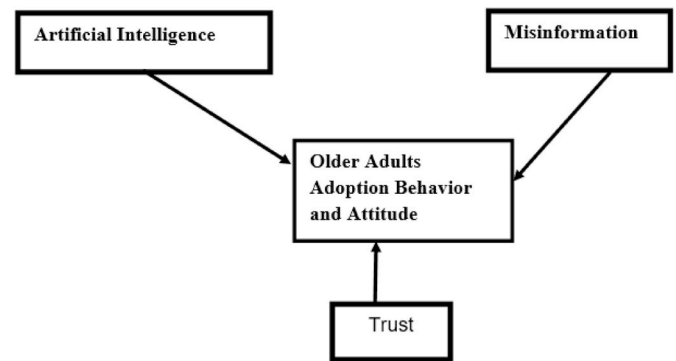 Artificial Intelligence
Misinformation
Older Adults
Adoption Behavior
and Attitude
Trust